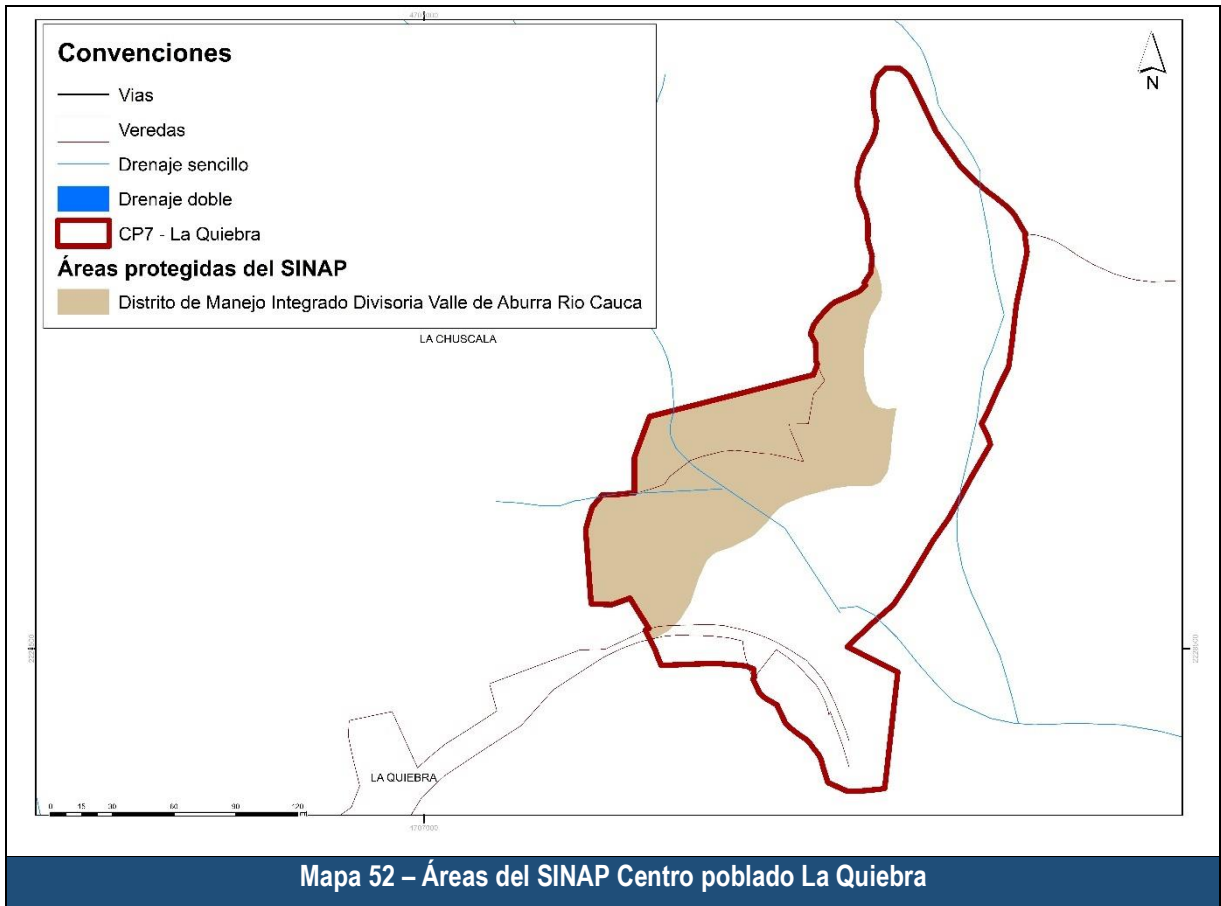 4707000
Convenciones
Vias
Veredas
Drenaje sencillo
Drenaje doble
CP7 - La Quiebra
Áreas protegidas del SINAP
Distrito de Manejo Integrado Divisoria Valle de Aburra Rio Cauca
N
LA CHUSCALA
LA QUIEBRA
0 15 30 60 90 120
4707000
Mapa 52 – Áreas del SINAP Centro poblado La Quiebra